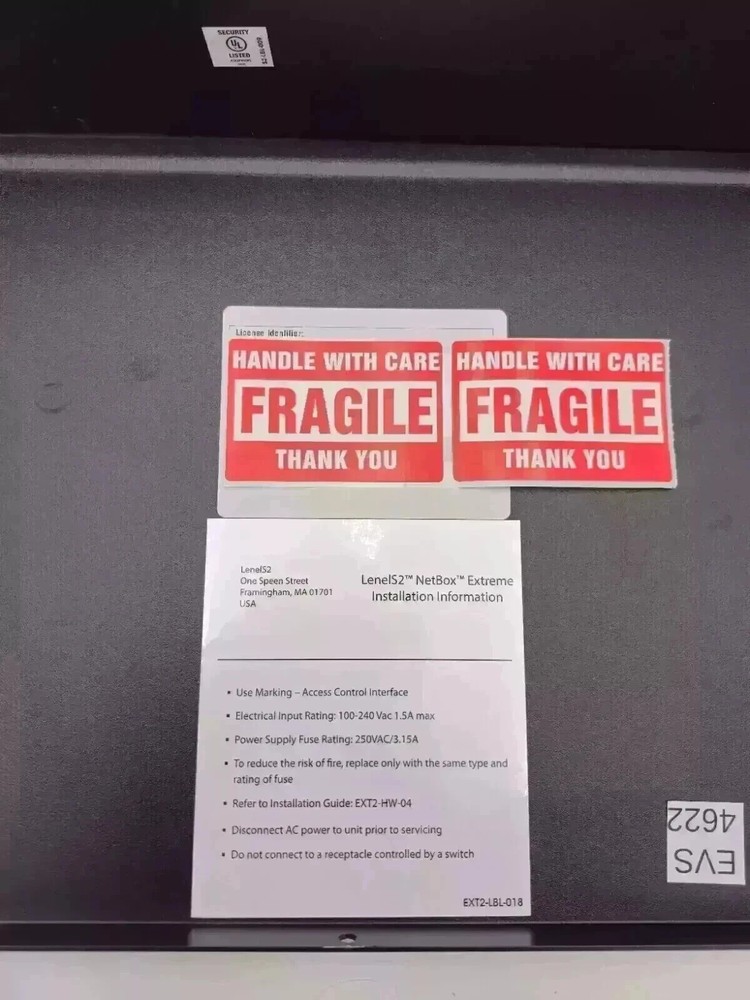 SECURITY
UL
LISTED
License Identifier:
HANDLE WITH CARE
FRAGILE
THANK YOU
HANDLE WITH CARE
FRAGILE
THANK YOU
LenelS2
One Speen Street
Framingham, MA 01701
USA
LenelS2™ NetBox™ Extreme
Installation Information
• Use Marking – Access Control Interface
• Electrical Input Rating: 100-240 Vac 1.5A max
• Power Supply Fuse Rating: 250VAC/3.15A
• To reduce the risk of fire, replace only with the same type and
rating of fuse
• Refer to Installation Guide: EXT2-HW-04
• Disconnect AC power to unit prior to servicing
• Do not connect to a receptacle controlled by a switch
EXT2-LBL-018
EVS
4622